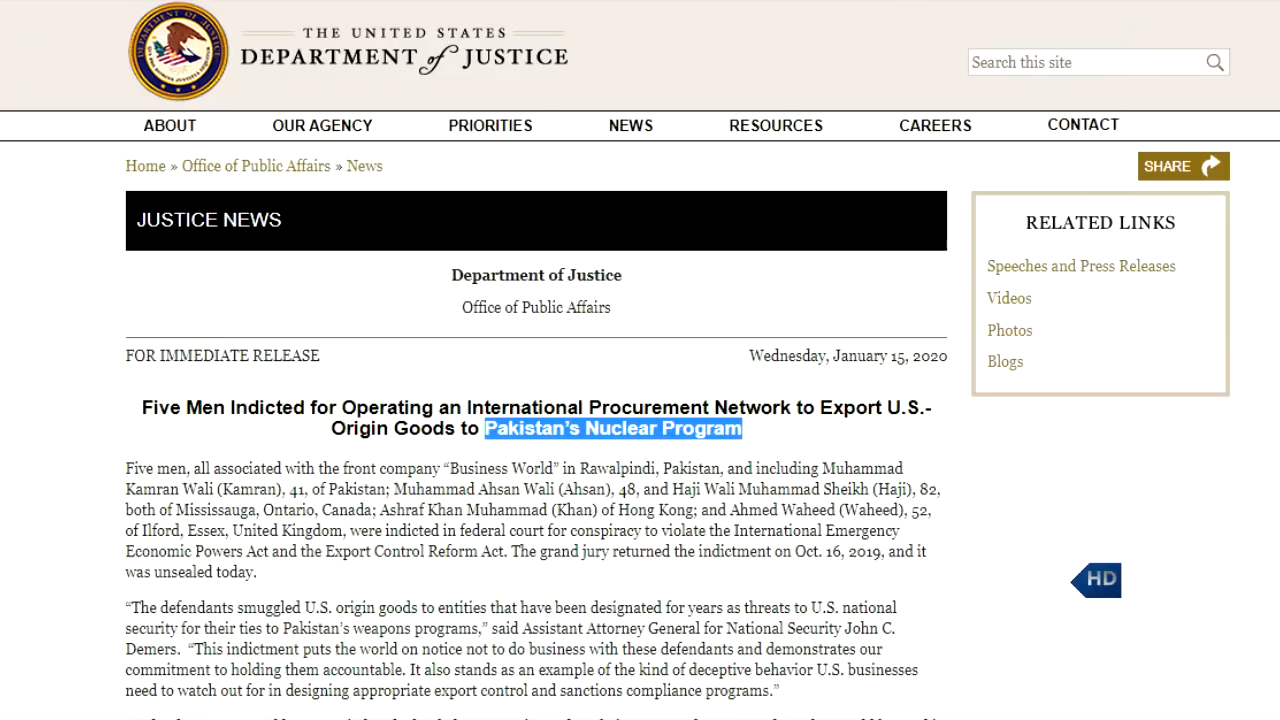 THE UNITED STATES
DEPARTMENT of JUSTICE
Search this site
ABOUT OUR AGENCY PRIORITIES NEWS RESOURCES CAREERS CONTACT
Home » Office of Public Affairs » News
SHARE
JUSTICE NEWS
Department of Justice
Office of Public Affairs
FOR IMMEDIATE RELEASE Wednesday, January 15, 2020
Five Men Indicted for Operating an International Procurement Network to Export U.S.-
Origin Goods to Pakistan’s Nuclear Program
Five men, all associated with the front company “Business World” in Rawalpindi, Pakistan, and including Muhammad
Kamran Wali (Kamran), 41, of Pakistan; Muhammad Ahsan Wali (Ahsan), 48, and Haji Wali Muhammad Sheikh (Haji), 82,
both of Mississauga, Ontario, Canada; Ashraf Khan Muhammad (Khan) of Hong Kong; and Ahmed Waheed (Waheed), 52,
of Ilford, Essex, United Kingdom, were indicted in federal court for conspiracy to violate the International Emergency
Economic Powers Act and the Export Control Reform Act. The grand jury returned the indictment on Oct. 16, 2019, and it
was unsealed today.
“The defendants smuggled U.S. origin goods to entities that have been designated for years as threats to U.S. national
security for their ties to Pakistan’s weapons programs,” said Assistant Attorney General for National Security John C.
Demers.  “This indictment puts the world on notice not to do business with these defendants and demonstrates our
commitment to holding them accountable. It also stands as an example of the kind of deceptive behavior U.S. businesses
need to watch out for in designing appropriate export control and sanctions compliance programs.”
RELATED LINKS
Speeches and Press Releases
Videos
Photos
Blogs
HD